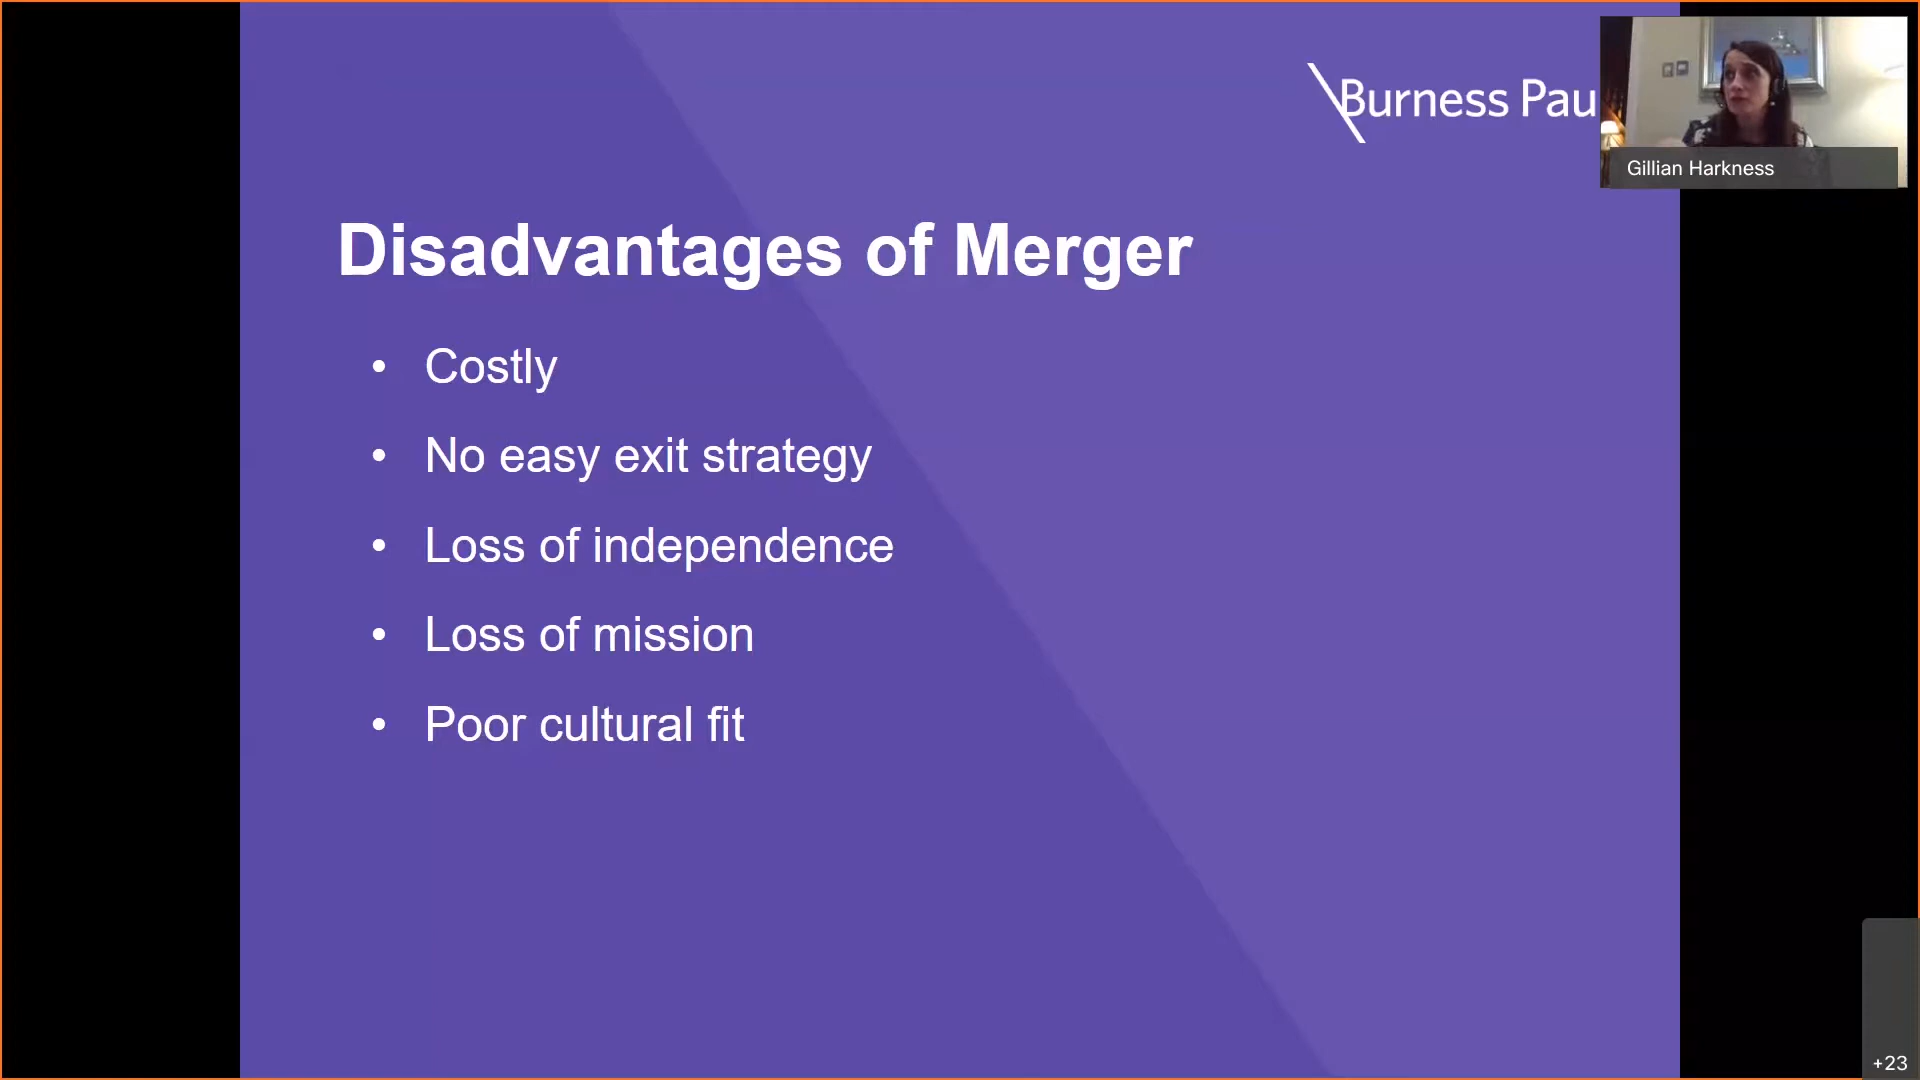 Burness Pau
Gillian Harkness
Disadvantages of Merger
• Costly
• No easy exit strategy
• Loss of independence
• Loss of mission
• Poor cultural fit
+23